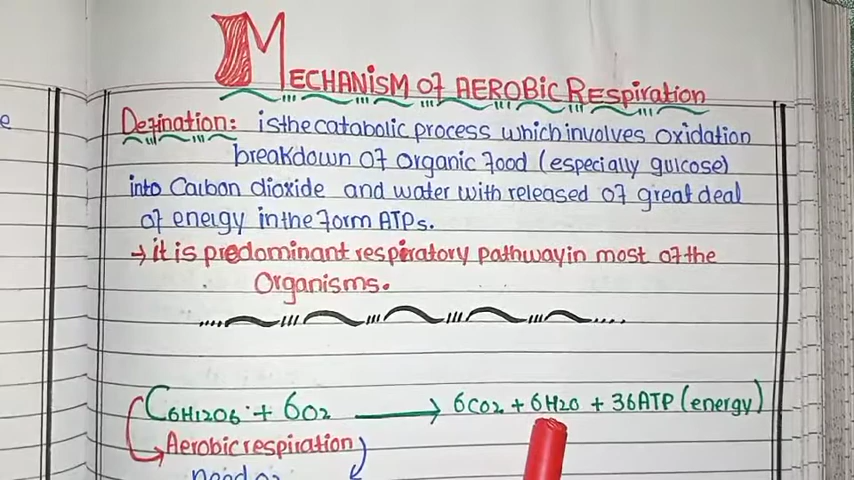 MECHANISM OF AEROBIC RESPIRATION
e
Defination: is the catabolic process which involves oxidation
breakdown of organic food (especially gulcose)
into Carbon dioxide and water with released of great deal
of energy in the form ATPs.
→ it is predominant respiratory pathway in most of the
Organisms.
C6H12O6 + 6O2 → 6CO2 + 6H2O + 36ATP (energy)
Aerobic respiration